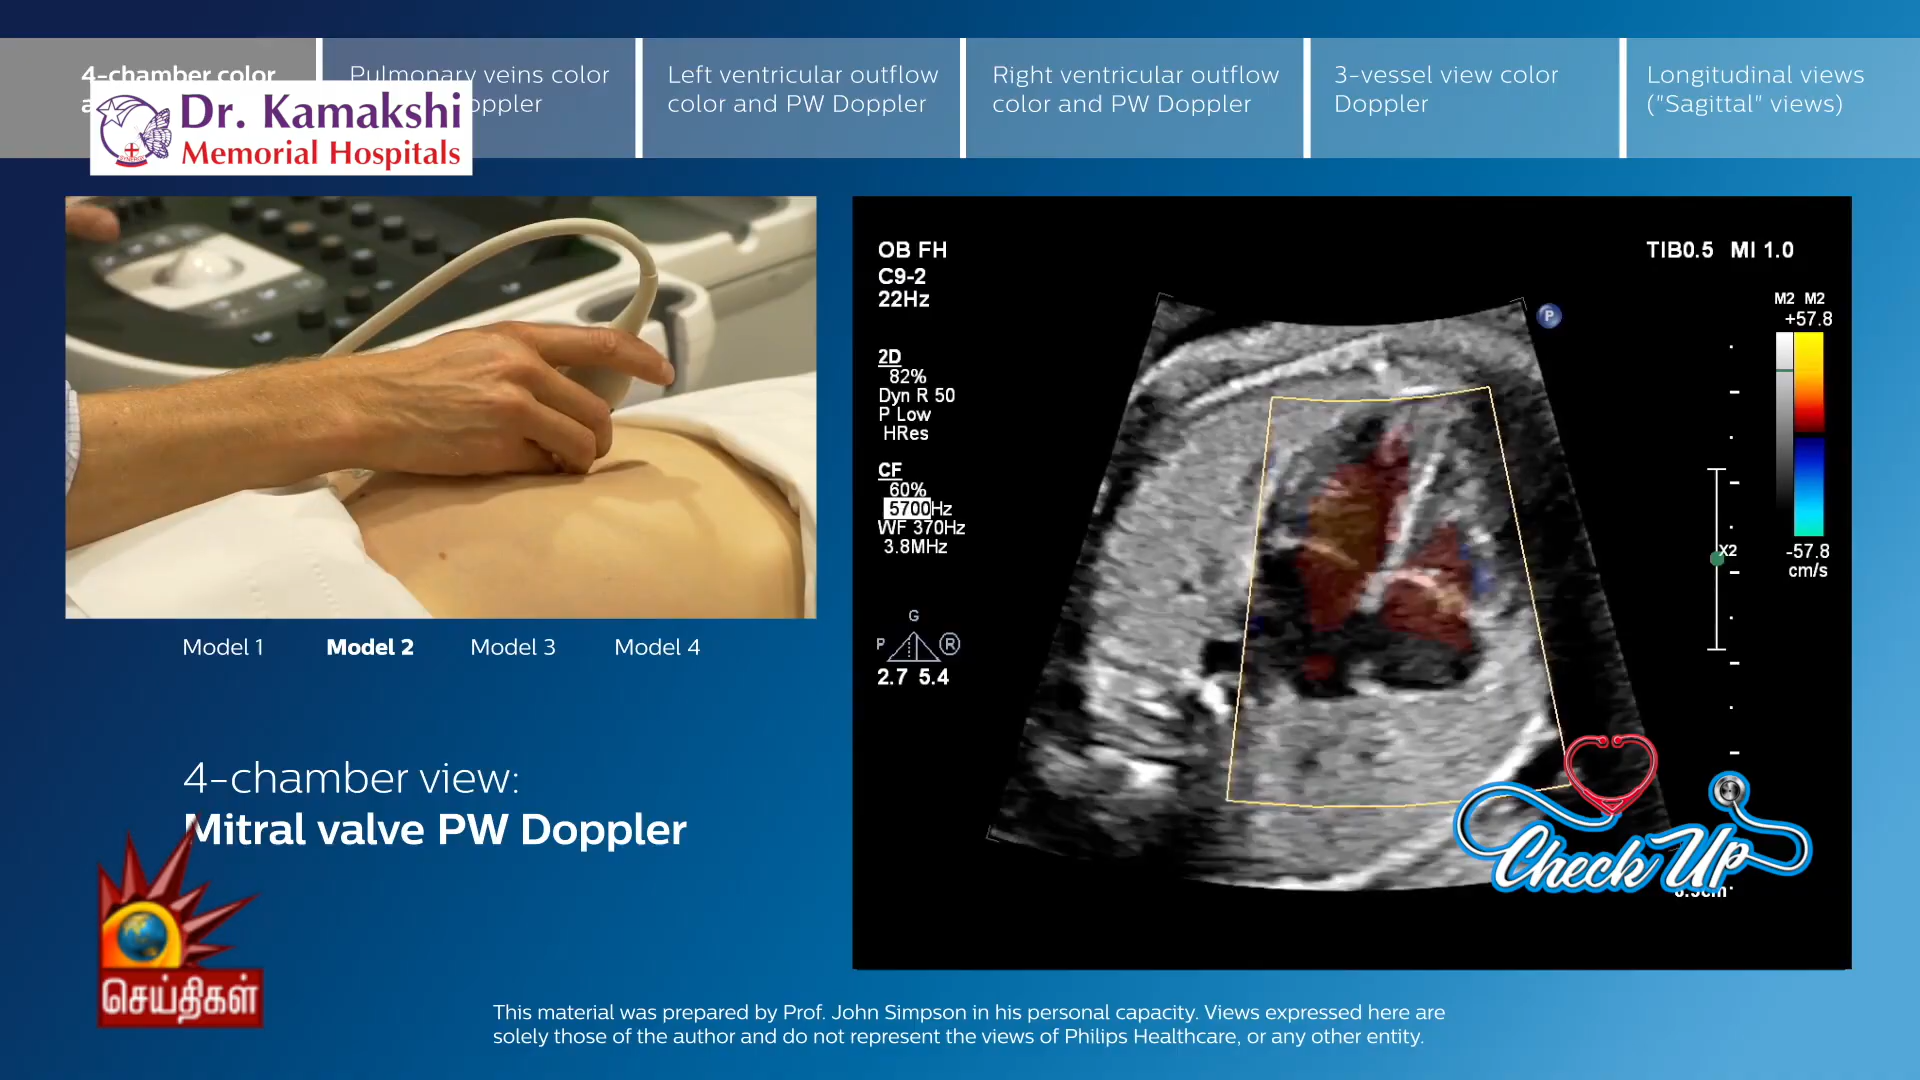 4-chamber color
Pulmonary veins color
oppler
Left ventricular outflow
color and PW Doppler
Right ventricular outflow
color and PW Doppler
3-vessel view color
Doppler
Longitudinal views
("Sagittal" views)
Dr. Kamakshi
Memorial Hospitals
OB FH
C9-2
22Hz
2D
82%
Dyn R 50
P Low
HRes
CF
60%
5700Hz
WF 370Hz
3.8MHz
G
P R
2.7 5.4
TIB0.5 MI 1.0
P
M2 M2
+57.8
X2
-57.8
cm/s
Model 1
Model 2
Model 3
Model 4
4-chamber view:
Mitral valve PW Doppler
செய்திகள்
Check Up
This material was prepared by Prof. John Simpson in his personal capacity. Views expressed here are
solely those of the author and do not represent the views of Philips Healthcare, or any other entity.